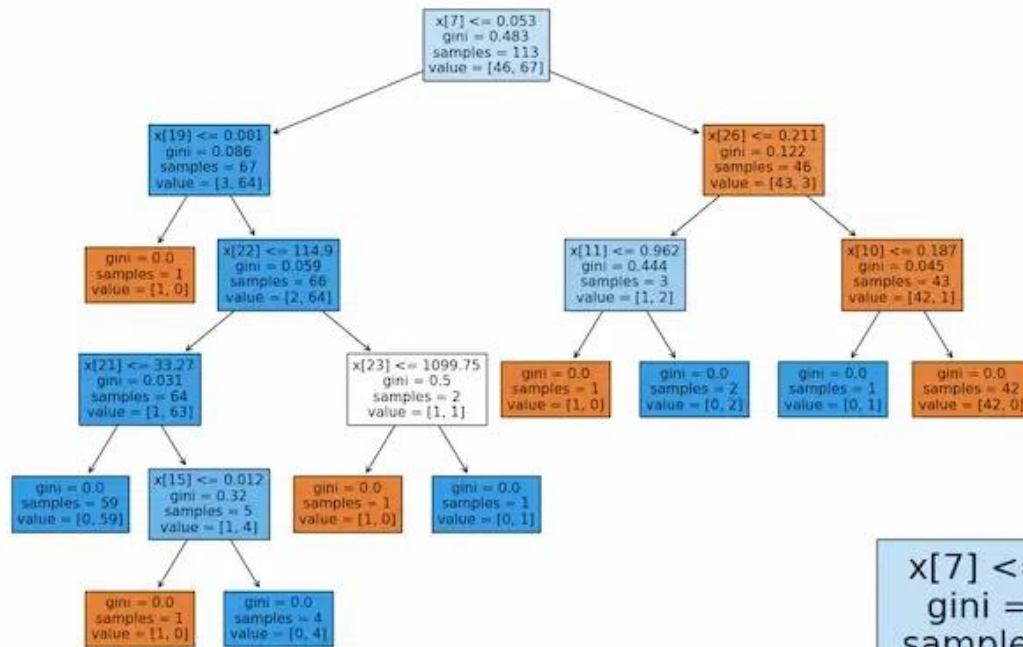 x[7] <= 0.053
gini = 0.483
samples = 113
value = [46, 67]
x[19] <= 0.001
gini = 0.086
samples = 67
value = [3, 64]
x[26] <= 0.211
gini = 0.122
samples = 46
value = [43, 3]
gini = 0.0
samples = 1
value = [1, 0]
x[22] <= 114.9
gini = 0.059
samples = 66
value = [2, 64]
x[11] <= 0.962
gini = 0.444
samples = 3
value = [1, 2]
x[10] <= 0.187
gini = 0.045
samples = 43
value = [42, 1]
x[21] <= 33.27
gini = 0.031
samples = 64
value = [1, 63]
x[23] <= 1099.75
gini = 0.5
samples = 2
value = [1, 1]
gini = 0.0
samples = 1
value = [1, 0]
gini = 0.0
samples = 2
value = [0, 2]
gini = 0.0
samples = 1
value = [0, 1]
gini = 0.0
samples = 42
value = [42, 0]
gini = 0.0
samples = 59
value = [0, 59]
x[15] <= 0.012
gini = 0.32
samples = 5
value = [1, 4]
gini = 0.0
samples = 1
value = [1, 0]
gini = 0.0
samples = 1
value = [0, 1]
gini = 0.0
samples = 1
value = [1, 0]
gini = 0.0
samples = 4
value = [0, 4]
x[7] <
gini =
sample